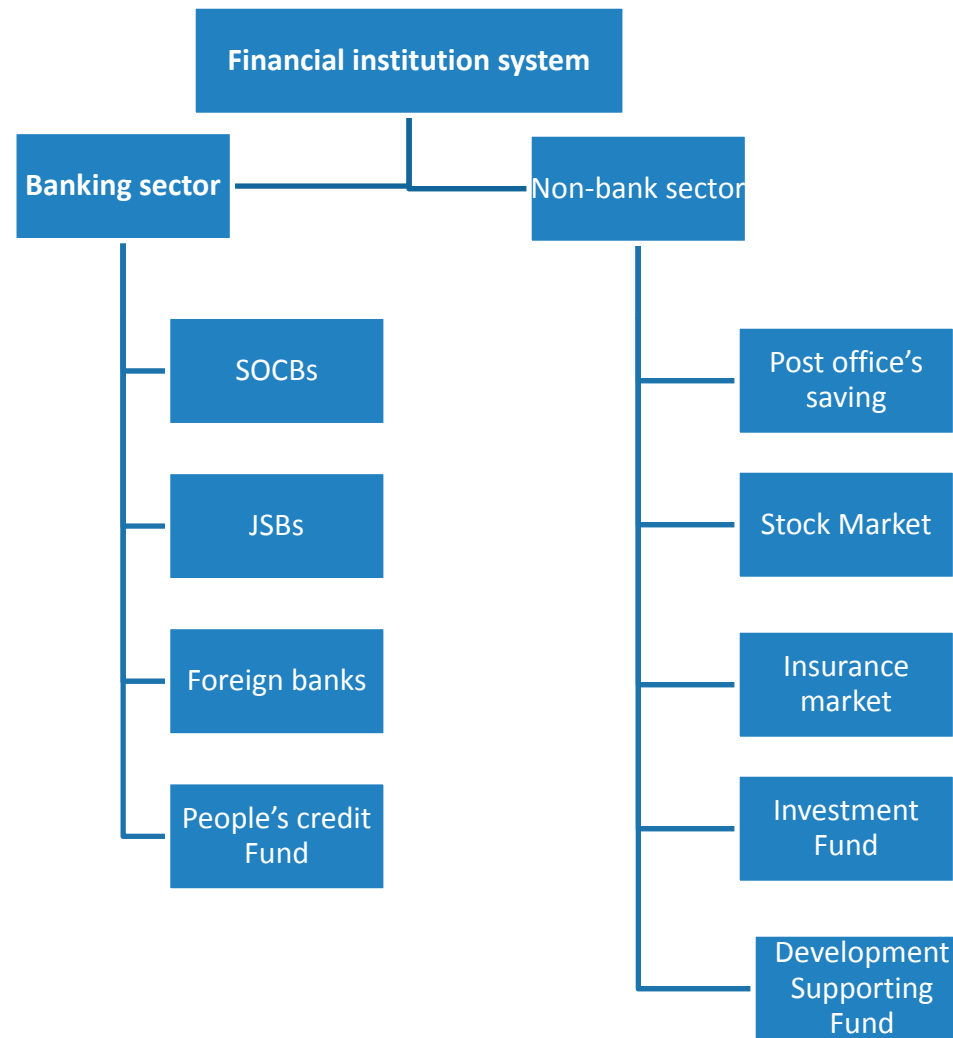 Financial institution system
Banking sector
Non-bank sector
SOCBs
JSBs
Foreign banks
People’s credit
Fund
Post office’s
saving
Stock Market
Insurance
market
Investment
Fund
Development
Supporting
Fund